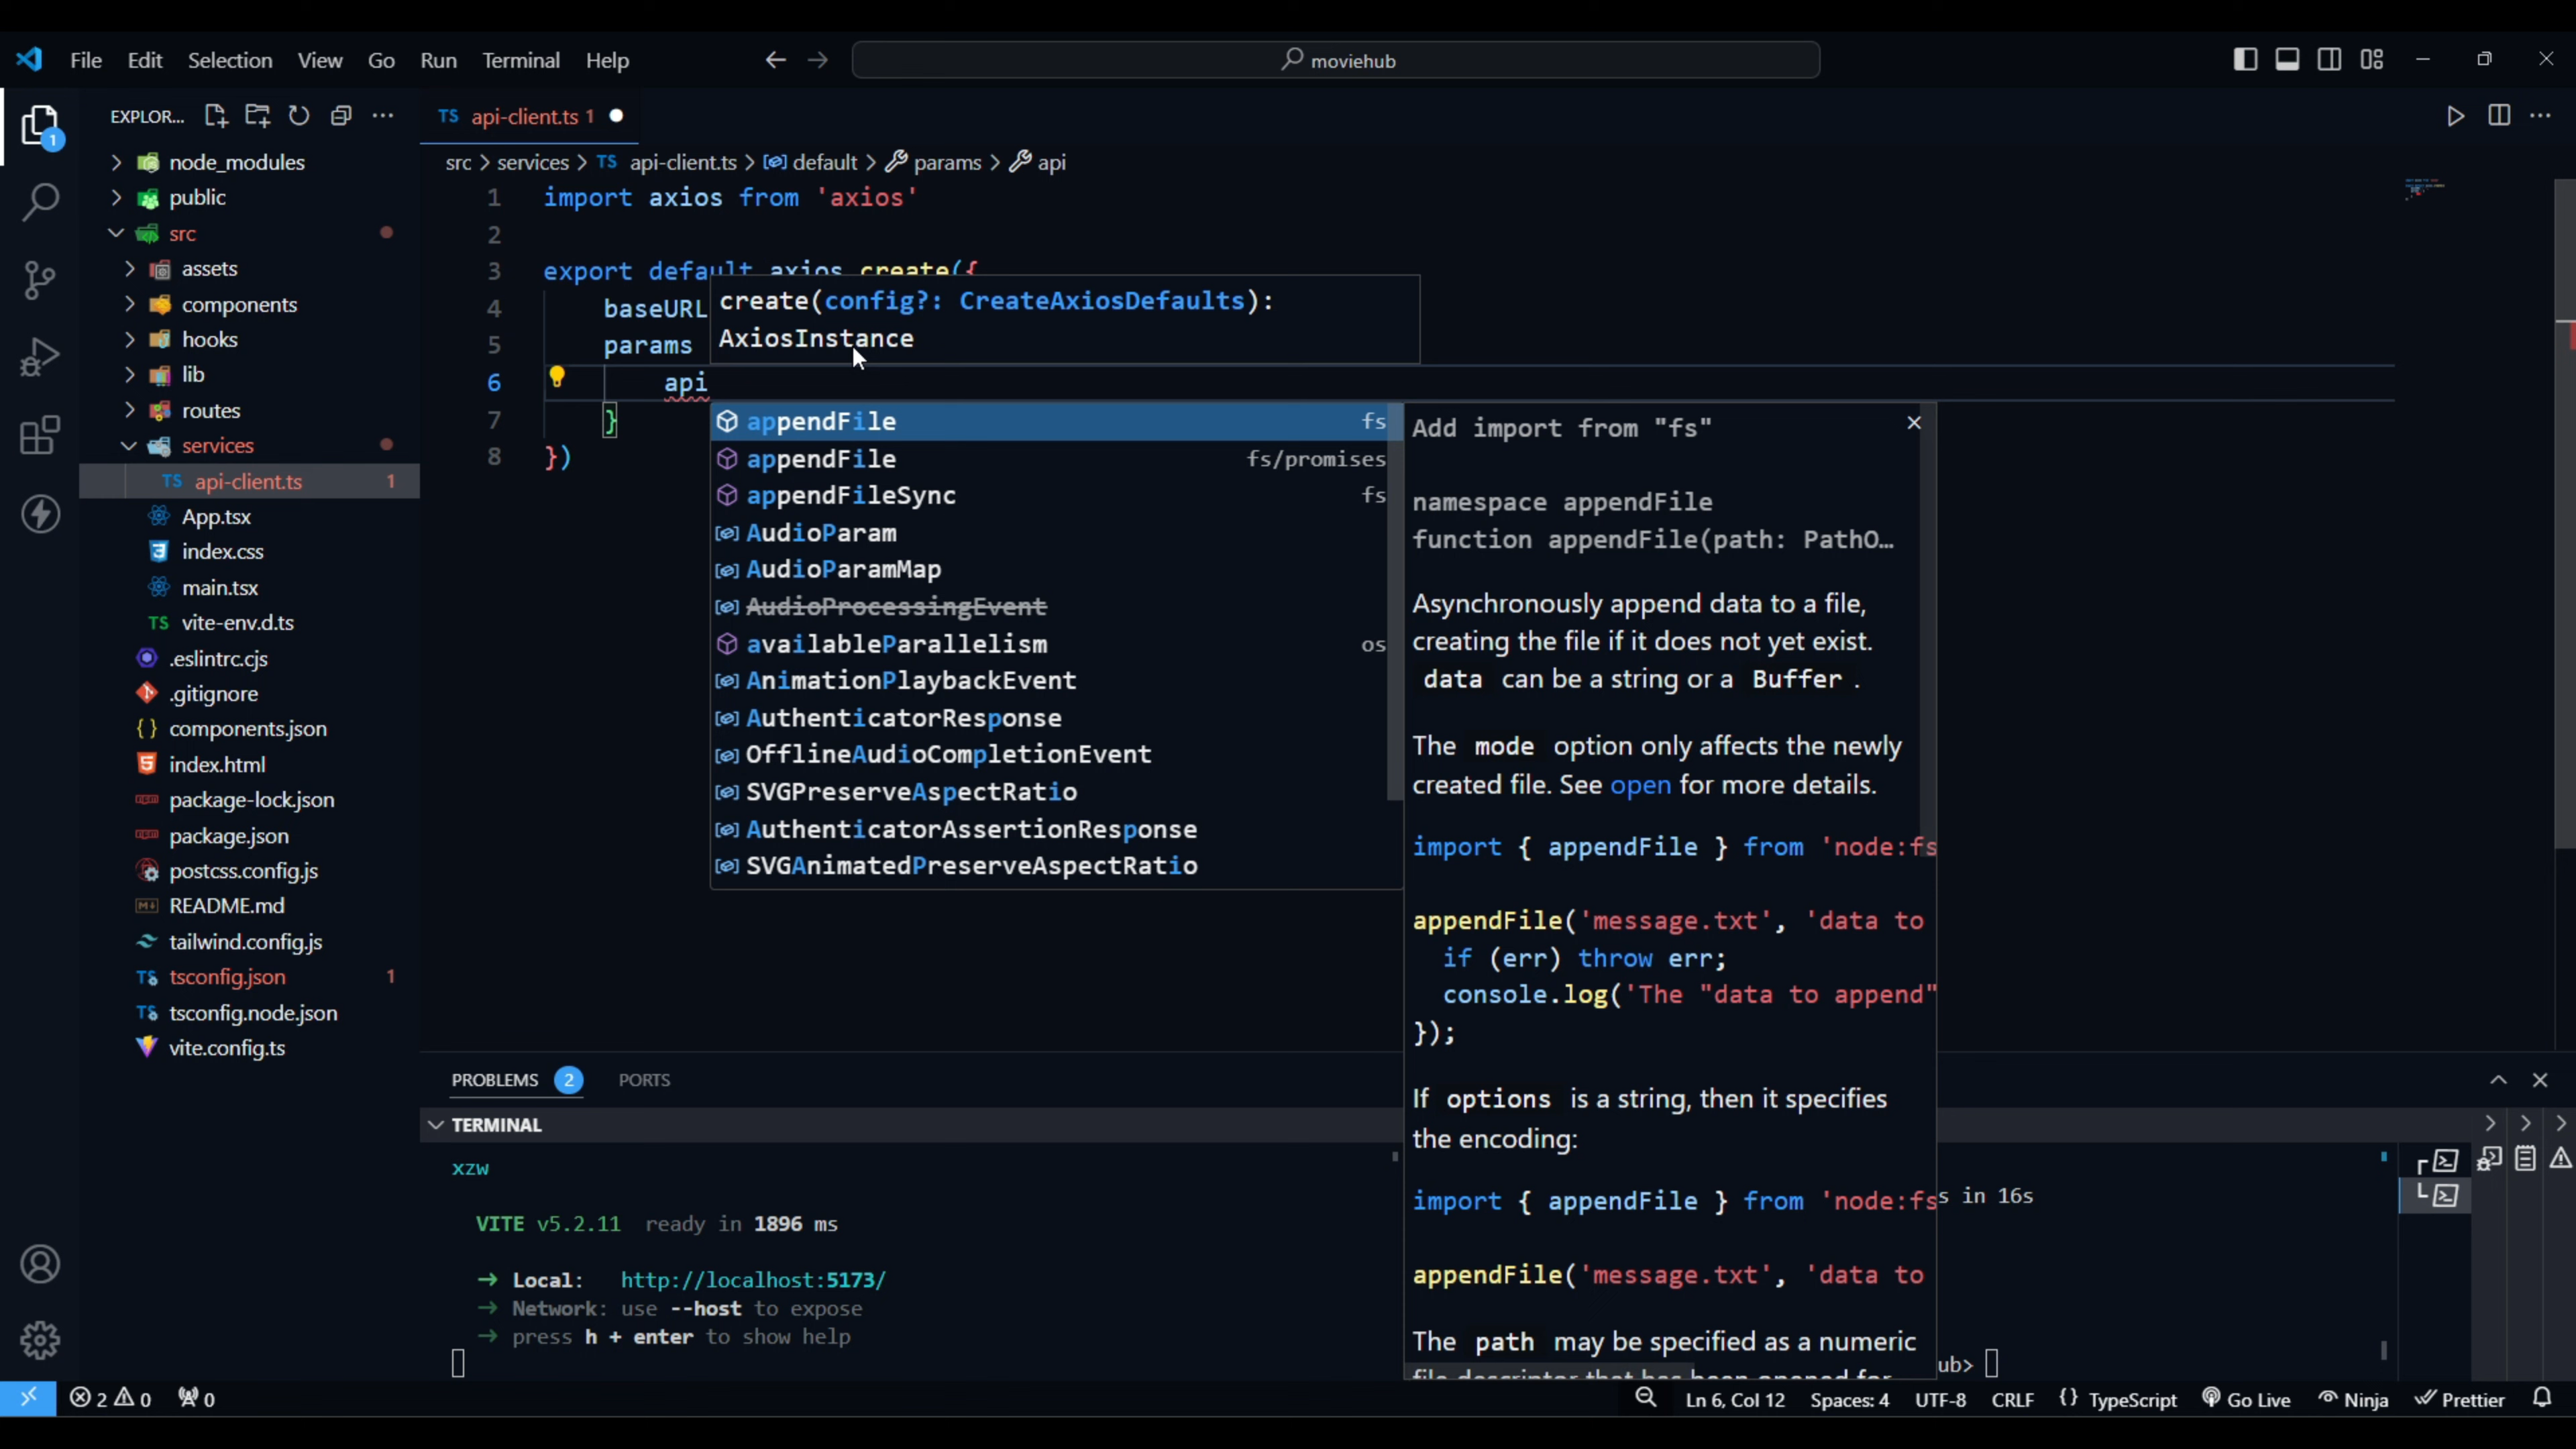 File Edit Selection View Go Run Terminal Help
moviehub
EXPLOR...
node_modules
public
src
assets
components
hooks
lib
routes
services
TS api-client.ts 1
App.tsx
index.css
main.tsx
TS vite-env.d.ts
.eslintrc.cjs
.gitignore
components.json
index.html
package-lock.json
package.json
postcss.config.js
README.md
tailwind.config.js
TS tsconfig.json 1
TS tsconfig.node.json
vite.config.ts
TS api-client.ts 1
src > services > TS api-client.ts > default > params > api
1 import axios from 'axios'
2
3 export default axios.create({
4 baseURL
5 params
6 api
7 }
8 })
create(config?: CreateAxiosDefaults):
AxiosInstance
appendFile fs
appendFile fs/promises
appendFileSync fs
AudioParam
AudioParamMap
AudioProcessingEvent
availableParallelism os
AnimationPlaybackEvent
AuthenticatorResponse
OfflineAudioCompletionEvent
SVGPreserveAspectRatio
AuthenticatorAssertionResponse
SVGAnimatedPreserveAspectRatio
Add import from "fs"
namespace appendFile
function appendFile(path: PathO…
Asynchronously append data to a file,
creating the file if it does not yet exist.
data can be a string or a Buffer .
The mode option only affects the newly
created file. See open for more details.
import { appendFile } from 'node:fs
appendFile('message.txt', 'data to
if (err) throw err;
console.log('The "data to append"
});
If options is a string, then it specifies
the encoding:
import { appendFile } from 'node:fs
appendFile('message.txt', 'data to
The path may be specified as a numeric
file descriptor that has been opened for
PROBLEMS 2 PORTS
TERMINAL
xzw
VITE v5.2.11 ready in 1896 ms
→ Local: http://localhost:5173/
→ Network: use --host to expose
→ press h + enter to show help
s in 16s
ub>
2 0 0
Ln 6, Col 12 Spaces: 4 UTF-8 CRLF {} TypeScript Go Live Ninja Prettier